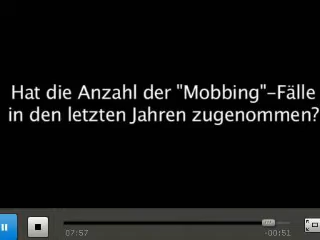 Hat die Anzahl der "Mobbing"-Fälle
in den letzten Jahren zugenommen?
07:57 -00:51